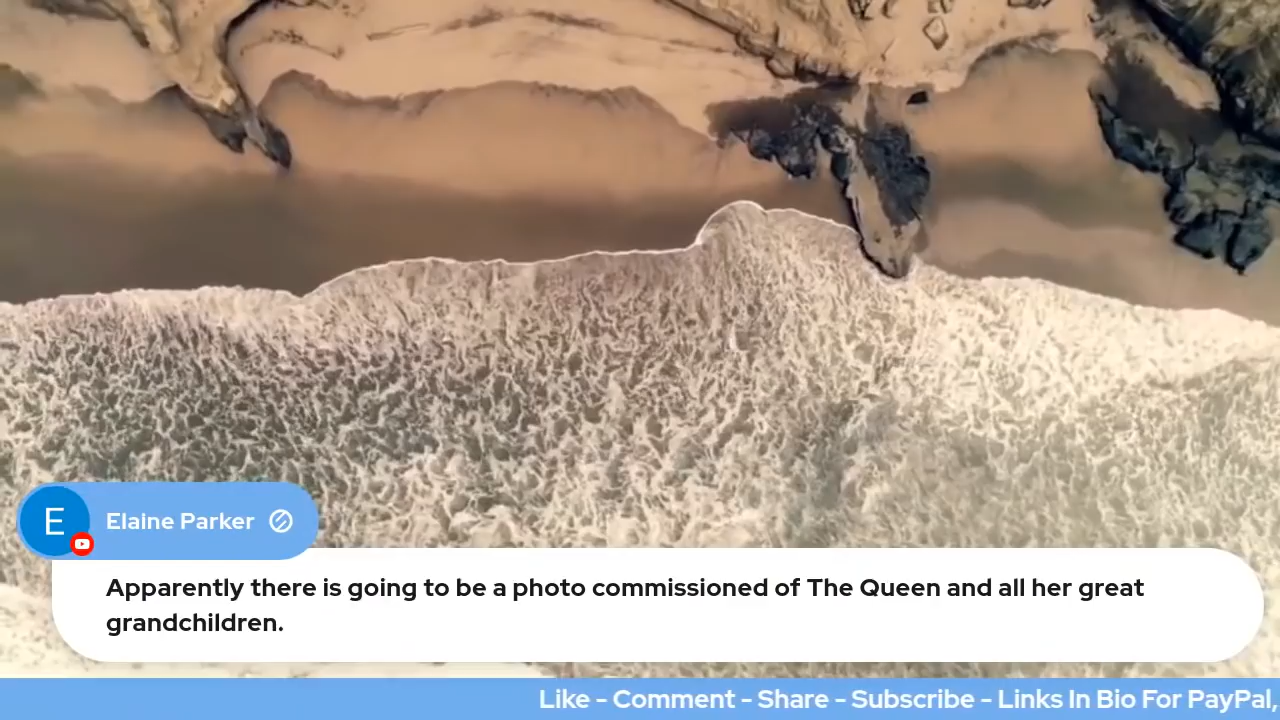 E
Elaine Parker
Apparently there is going to be a photo commissioned of The Queen and all her great
grandchildren.
Like - Comment - Share - Subscribe - Links In Bio For PayPal,